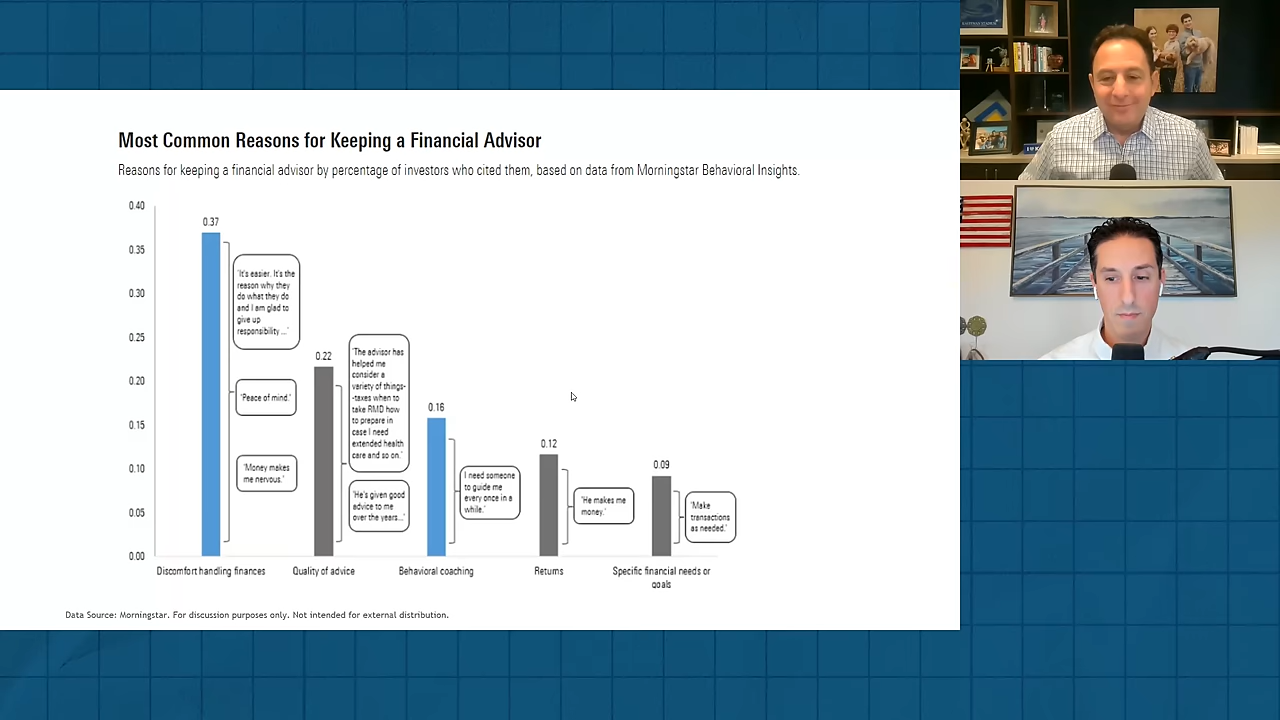 Most Common Reasons for Keeping a Financial Advisor
Reasons for keeping a financial advisor by percentage of investors who cited them, based on data from Morningstar Behavioral Insights.
0.40
0.35
0.30
0.25
0.20
0.15
0.10
0.05
0.00
0.37
'It's easier. It's the
reason why they
do what they do
and I am glad to
give up
responsibility ...'
'Peace of mind.'
'Money makes
me nervous.'
0.22
'The advisor has
helped me
consider a
variety of things-
-taxes when to
take RMD how
to prepare in
case I need
extended health
care and so on.'
'He's given good
advice to me
over the years...'
0.16
I need someone
to guide me
every once in a
while.'
0.12
'He makes me
money.'
0.09
'Make
transactions
as needed.'
Discomfort handling finances
Quality of advice
Behavioral coaching
Returns
Specific financial needs or
goals
Data Source: Morningstar. For discussion purposes only. Not intended for external distribution.